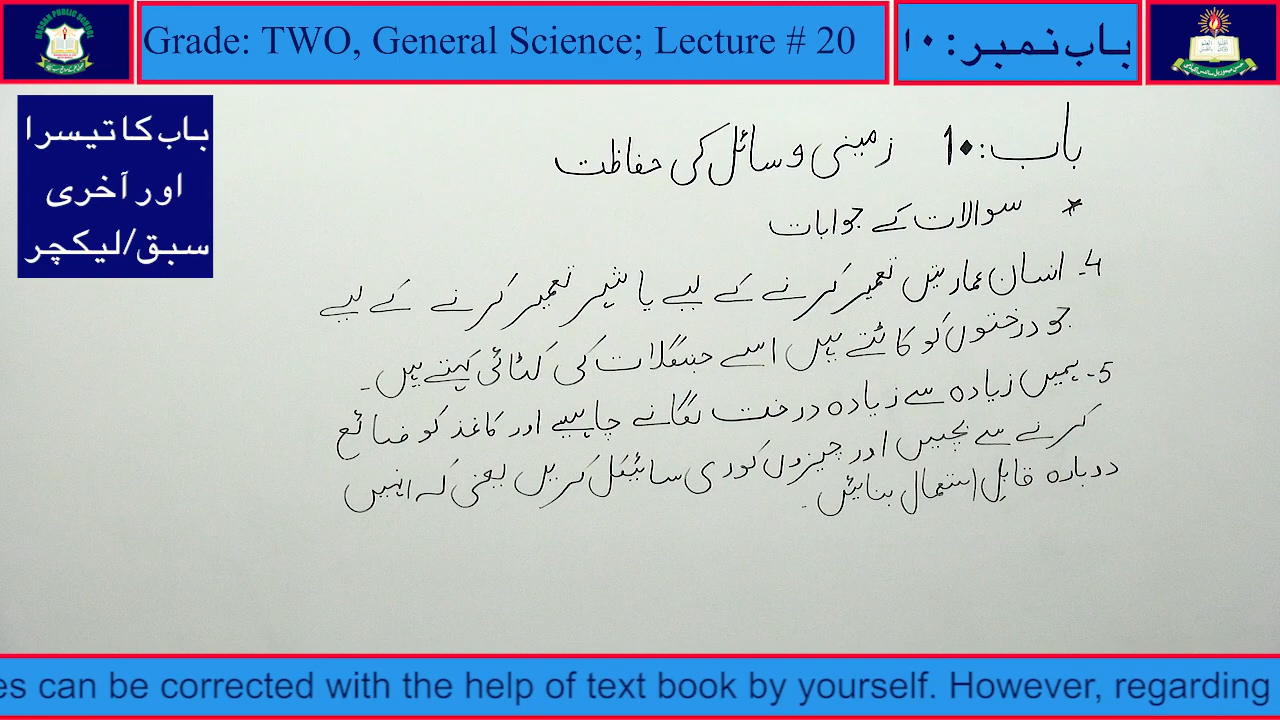 Grade: TWO, General Science; Lecture # 20
باب نمبر: ۱۰
باب کا تیسرا
اور آخری
سبق/لیکچر
باب: 10 زمینی وسائل کی حفاظت
* سوالات کے جوابات
4- انسان عمارتیں تعمیر کرنے کے لیے یا شہر تعمیر کرنے کے لیے
جو درختوں کو کاٹتے ہیں اسے جنگلات کی کٹائی کہتے ہیں۔
5- ہمیں زیادہ سے زیادہ درخت لگانے چاہیے اور کاغذ کو ضائع
کرنے سے بچیں اور چیزوں کو ری سائیکل کریں یعنی کہ انہیں
دوبارہ قابلِ استعمال بنائیں۔
es can be corrected with the help of text book by yourself. However, regarding